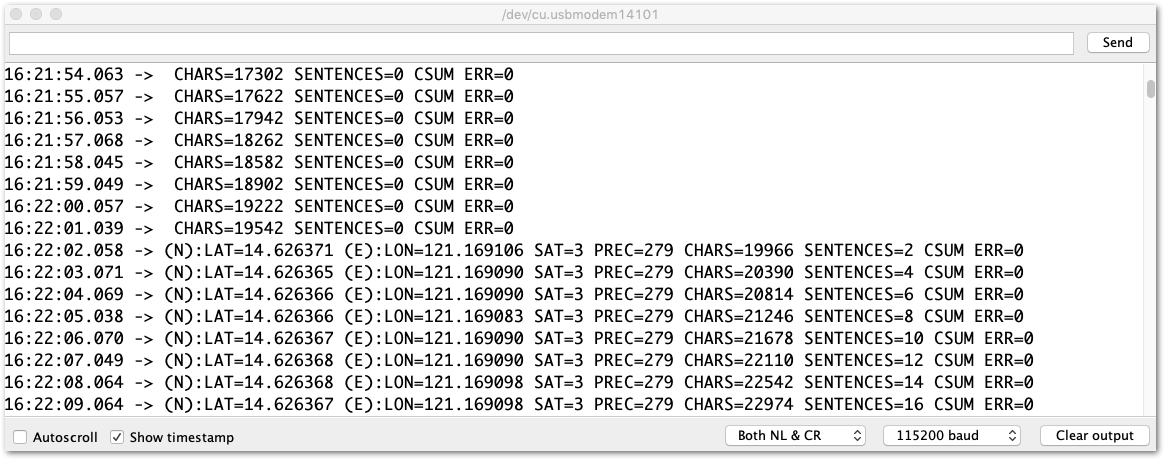 /dev/cu.usbmodem14101
Send
16:21:54.063 ->  CHARS=17302 SENTENCES=0 CSUM ERR=0
16:21:55.057 ->  CHARS=17622 SENTENCES=0 CSUM ERR=0
16:21:56.053 ->  CHARS=17942 SENTENCES=0 CSUM ERR=0
16:21:57.068 ->  CHARS=18262 SENTENCES=0 CSUM ERR=0
16:21:58.045 ->  CHARS=18582 SENTENCES=0 CSUM ERR=0
16:21:59.049 ->  CHARS=18902 SENTENCES=0 CSUM ERR=0
16:22:00.057 ->  CHARS=19222 SENTENCES=0 CSUM ERR=0
16:22:01.039 ->  CHARS=19542 SENTENCES=0 CSUM ERR=0
16:22:02.058 -> (N):LAT=14.626371 (E):LON=121.169106 SAT=3 PREC=279 CHARS=19966 SENTENCES=2 CSUM ERR=0
16:22:03.071 -> (N):LAT=14.626365 (E):LON=121.169090 SAT=3 PREC=279 CHARS=20390 SENTENCES=4 CSUM ERR=0
16:22:04.069 -> (N):LAT=14.626366 (E):LON=121.169090 SAT=3 PREC=279 CHARS=20814 SENTENCES=6 CSUM ERR=0
16:22:05.038 -> (N):LAT=14.626366 (E):LON=121.169083 SAT=3 PREC=279 CHARS=21246 SENTENCES=8 CSUM ERR=0
16:22:06.070 -> (N):LAT=14.626367 (E):LON=121.169090 SAT=3 PREC=279 CHARS=21678 SENTENCES=10 CSUM ERR=0
16:22:07.049 -> (N):LAT=14.626368 (E):LON=121.169090 SAT=3 PREC=279 CHARS=22110 SENTENCES=12 CSUM ERR=0
16:22:08.064 -> (N):LAT=14.626368 (E):LON=121.169098 SAT=3 PREC=279 CHARS=22542 SENTENCES=14 CSUM ERR=0
16:22:09.064 -> (N):LAT=14.626367 (E):LON=121.169098 SAT=3 PREC=279 CHARS=22974 SENTENCES=16 CSUM ERR=0
Autoscroll Show timestamp Both NL & CR 115200 baud Clear output